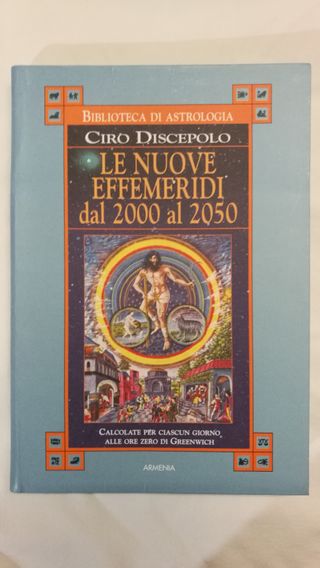 BIBLIOTECA DI ASTROLOGIA
CIRO DISCEPOLO
LE NUOVE
EFFEMERIDI
dal 2000 al 2050
CALCOLATE PER CIASCUN GIORNO
ALLE ORE ZERO DI GREENWICH
ARMENIA